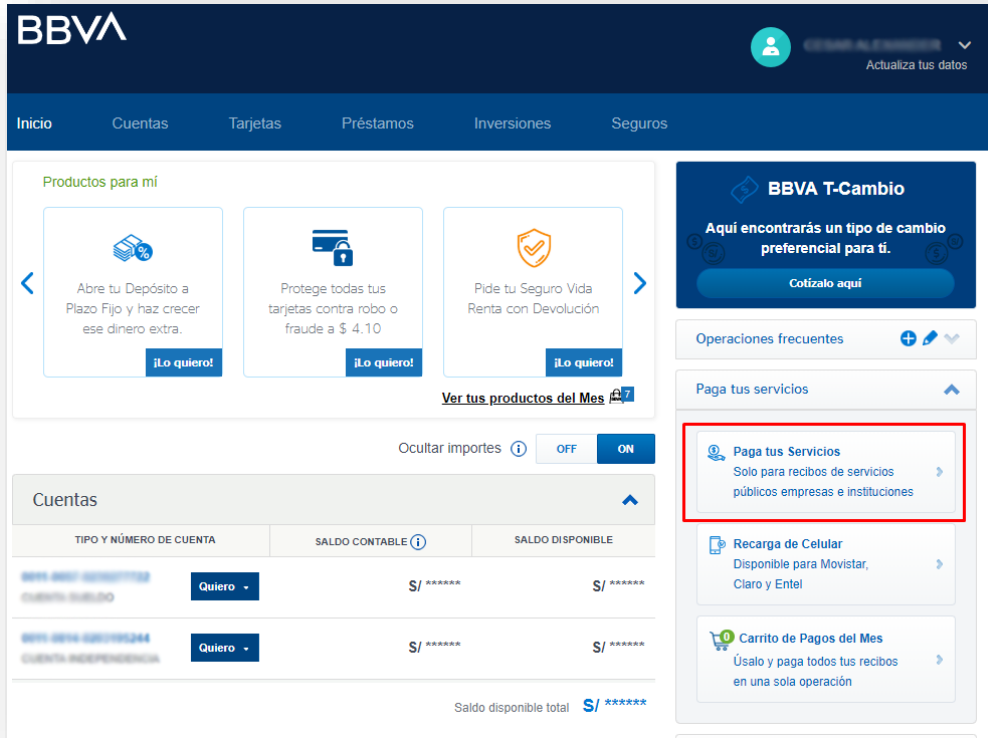 BBVA
Actualiza tus datos
Inicio
Cuentas
Tarjetas
Préstamos
Inversiones
Seguros
Productos para mí
Abre tu Depósito a
Plazo Fijo y haz crecer
ese dinero extra.
¡Lo quiero!
Protege todas tus
tarjetas contra robo o
fraude a $ 4.10
¡Lo quiero!
Pide tu Seguro Vida
Renta con Devolución
¡Lo quiero!
Ver tus productos del Mes 7
Ocultar importes
OFF
ON
Cuentas
TIPO Y NÚMERO DE CUENTA
SALDO CONTABLE
SALDO DISPONIBLE
Quiero
S/ ******
S/ ******
Quiero
S/ ******
S/ ******
Saldo disponible total S/ ******
BBVA T-Cambio
Aquí encontrarás un tipo de cambio
preferencial para tí.
Cotízalo aquí
Operaciones frecuentes
Paga tus servicios
Paga tus Servicios
Solo para recibos de servicios
públicos empresas e instituciones
Recarga de Celular
Disponible para Movistar,
Claro y Entel
0
Carrito de Pagos del Mes
Úsalo y paga todos tus recibos
en una sola operación